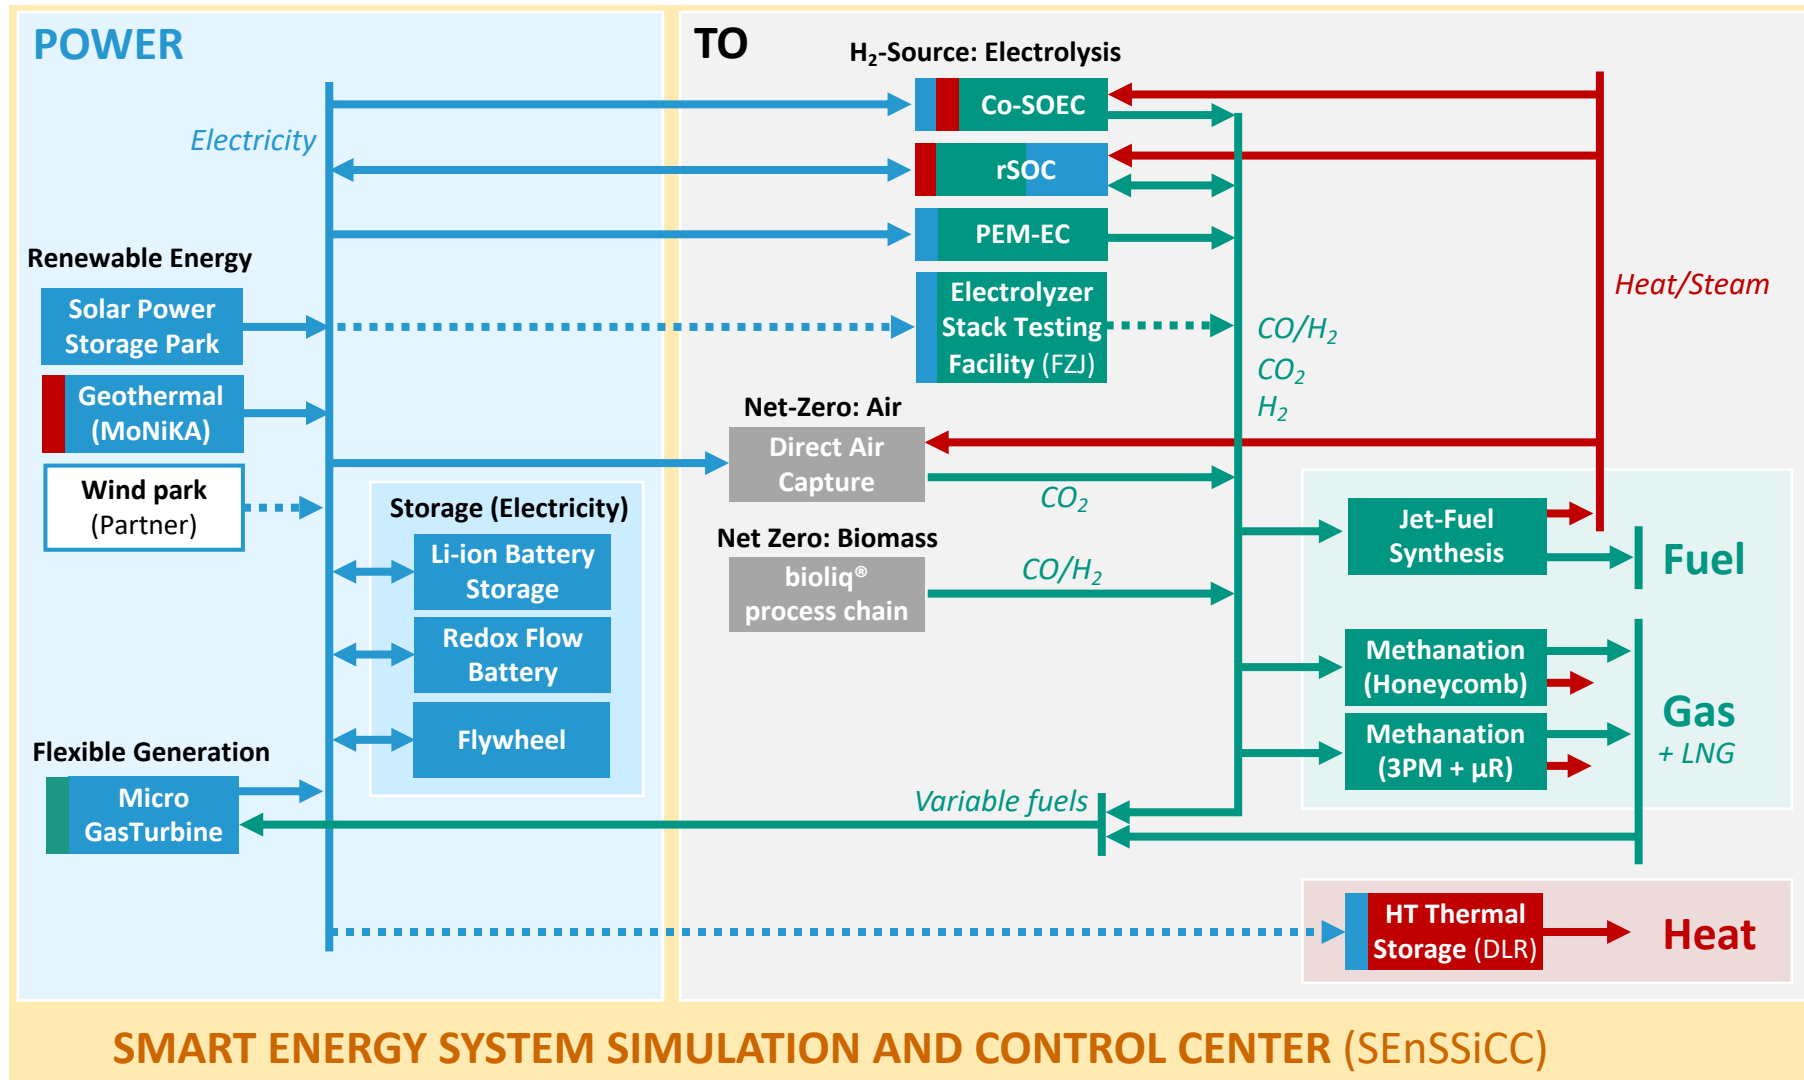 POWER
TO
H₂-Source: Electrolysis
Co-SOEC
Electricity
rSOC
PEM-EC
Renewable Energy
Solar Power
Storage Park
Electrolyzer
Stack Testing
Facility (FZJ)
Heat/Steam
CO/H₂
CO₂
H₂
Geothermal
(MoNiKA)
Net-Zero: Air
Direct Air
Capture
CO₂
Wind park
(Partner)
Storage (Electricity)
Li-ion Battery
Storage
Redox Flow
Battery
Flywheel
Net Zero: Biomass
bioliq®
process chain
CO/H₂
Jet-Fuel
Synthesis
Fuel
Methanation
(Honeycomb)
Methanation
(3PM + µR)
Gas
+ LNG
Flexible Generation
Micro
GasTurbine
Variable fuels
HT Thermal
Storage (DLR)
Heat
SMART ENERGY SYSTEM SIMULATION AND CONTROL CENTER (SEnSSiCC)